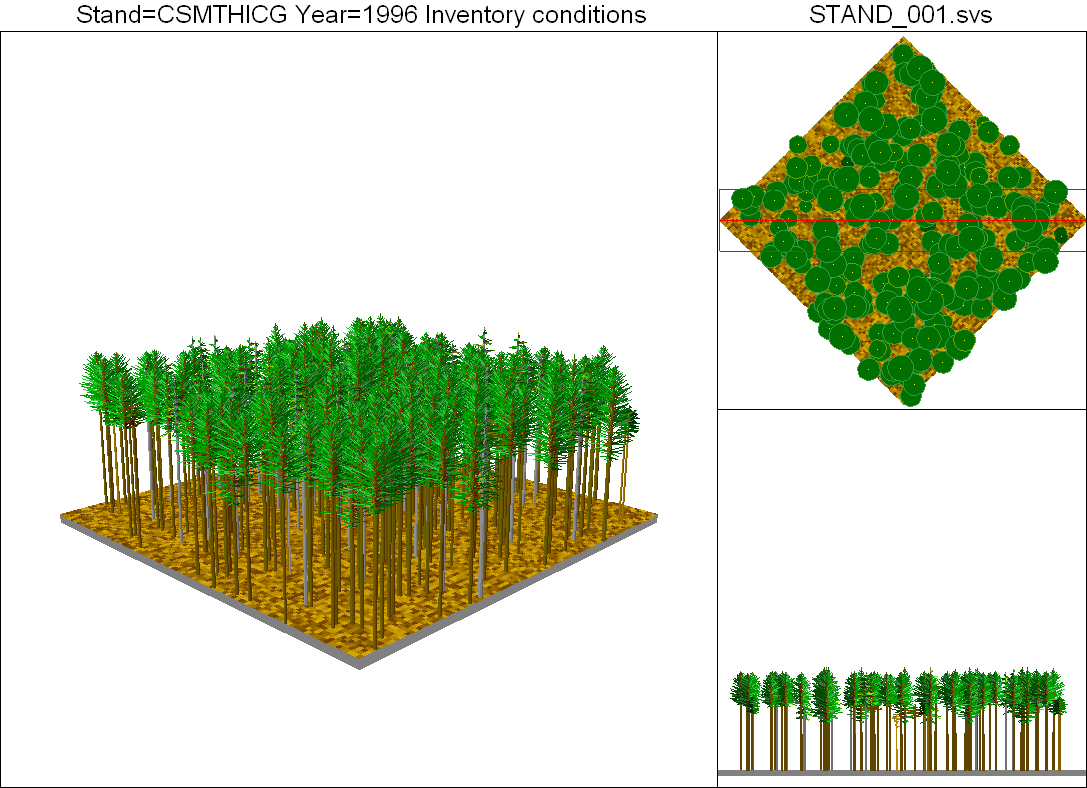 Stand=CSMTHICG Year=1996 Inventory conditions
STAND_001.svs